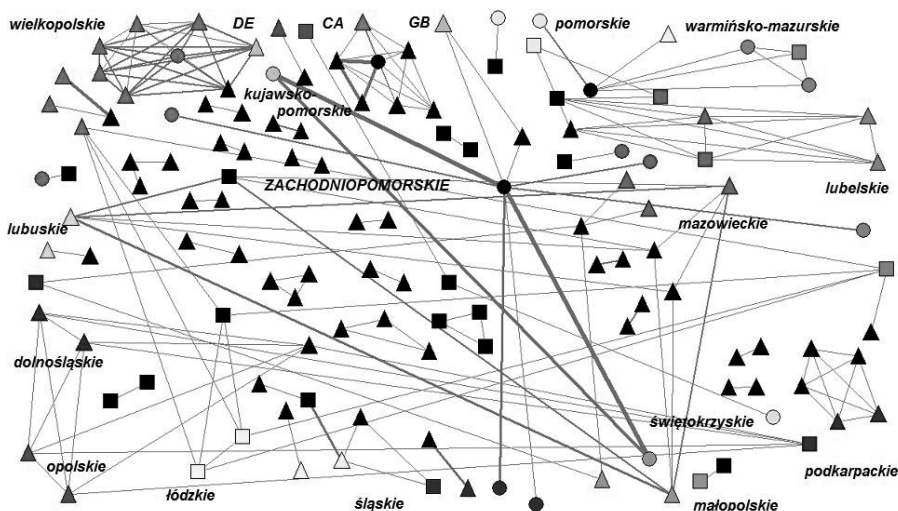 wielkopolskie
DE
CA
GB
pomorskie
warmińsko-mazurskie
kujawsko-
pomorskie
ZACHODNIOPOMORSKIE
lubelskie
lubuskie
mazowieckie
dolnośląskie
świętokrzyskie
opolskie
łódzkie
śląskie
małopolskie
podkarpackie